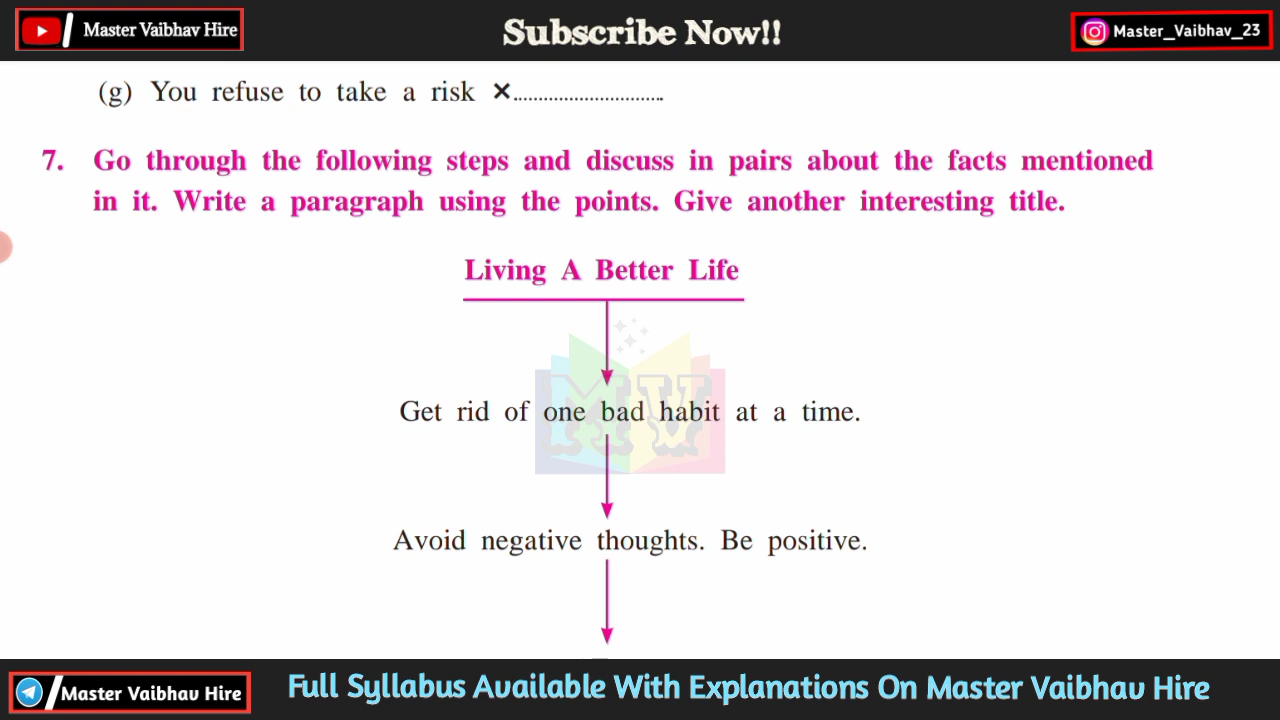 Master Vaibhav Hire
Subscribe Now!!
Master_Vaibhav_23
(g) You refuse to take a risk ×..............................
7. Go through the following steps and discuss in pairs about the facts mentioned
in it. Write a paragraph using the points. Give another interesting title.
Living A Better Life
MV
Get rid of one bad habit at a time.
Avoid negative thoughts. Be positive.
Master Vaibhav Hire
Full Syllabus Available With Explanations On Master Vaibhav Hire